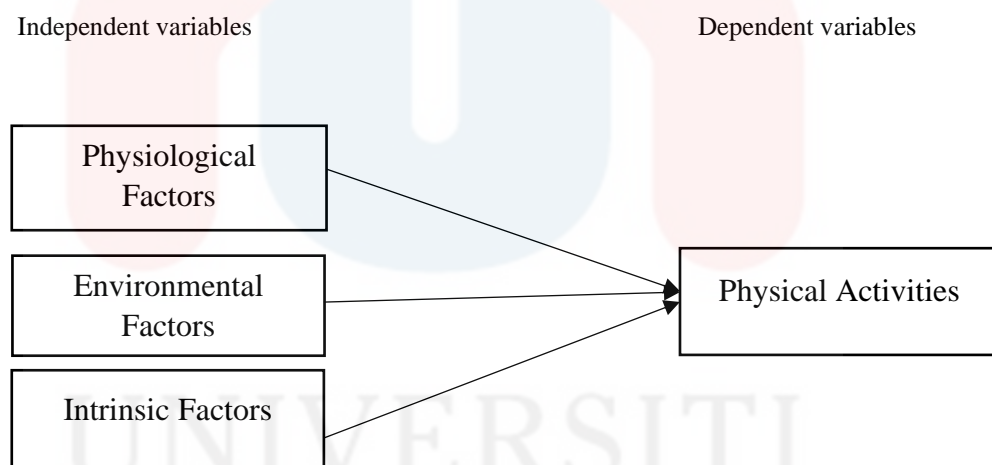 Independent variables
Dependent variables
Physiological
Factors
Environmental
Factors
Physical Activities
Intrinsic Factors
UNIVERSITI